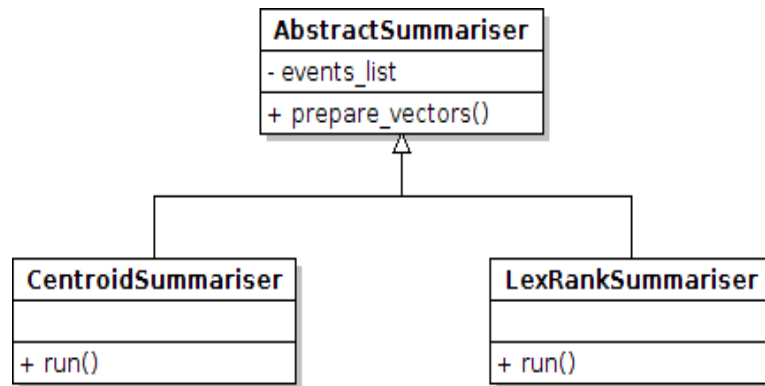 AbstractSummariser
- events_list
+ prepare_vectors()
CentroidSummariser
LexRankSummariser
+ run()
+ run()